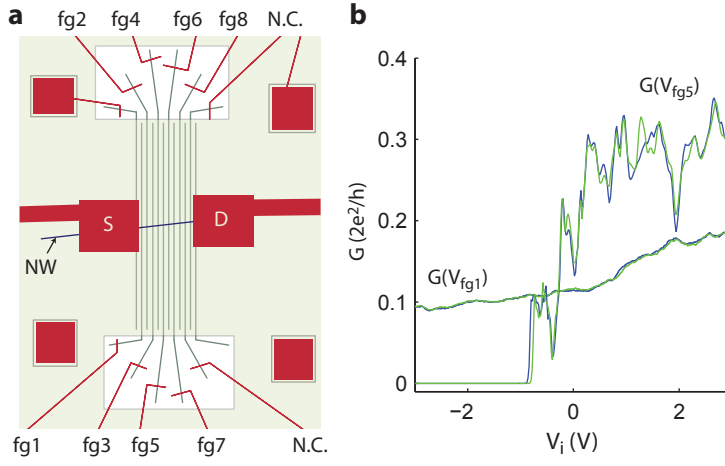 a
fg2 fg4 fg6 fg8 N.C.
S D
NW
fg1 fg3 fg5 fg7 N.C.
b
0.4
G(Vfg5)
0.3
0.2
G (2e²/h)
G(Vfg1)
0.1
0
−2 0 2
Vi (V)